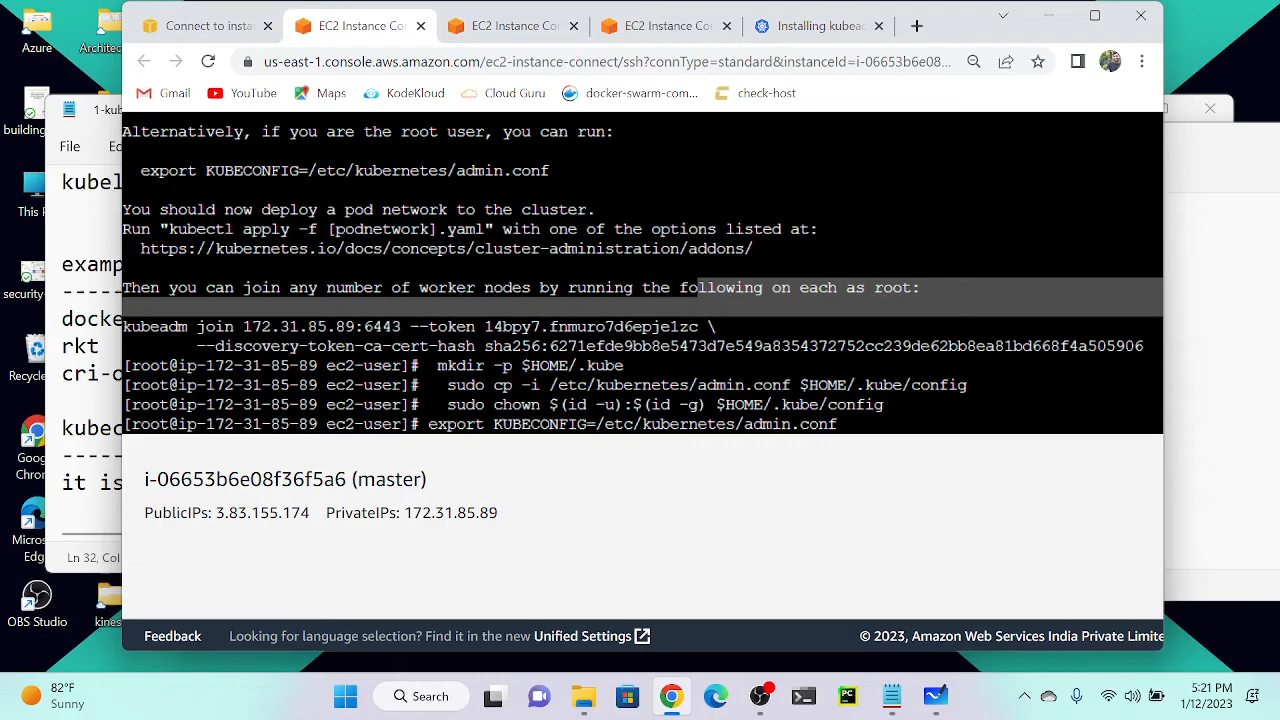 Azure
Architec
building
This P
security-
Recycle
Google
Chron
Micros
Edg
OBS Studio
kines
1-kub
File
Ed
kubel
examp
-----
docke
rkt
cri-o
kubec
-----
it is
Ln 32, Col
Connect to insta
EC2 Instance Co
EC2 Instance Co
EC2 Instance Co
Installing kubea
us-east-1.console.aws.amazon.com/ec2-instance-connect/ssh?connType=standard&instanceId=i-06653b6e08...
Gmail
YouTube
Maps
KodeKloud
Cloud Guru
docker-swarm-com...
check-host
Alternatively, if you are the root user, you can run:
export KUBECONFIG=/etc/kubernetes/admin.conf
You should now deploy a pod network to the cluster.
Run "kubectl apply -f [podnetwork].yaml" with one of the options listed at:
https://kubernetes.io/docs/concepts/cluster-administration/addons/
Then you can join any number of worker nodes by running the following on each as root:
kubeadm join 172.31.85.89:6443 --token 14bpy7.fnmuro7d6epje1zc \
--discovery-token-ca-cert-hash sha256:6271efde9bb8e5473d7e549a8354372752cc239de62bb8ea81bd668f4a505906
[root@ip-172-31-85-89 ec2-user]# mkdir -p $HOME/.kube
[root@ip-172-31-85-89 ec2-user]# sudo cp -i /etc/kubernetes/admin.conf $HOME/.kube/config
[root@ip-172-31-85-89 ec2-user]# sudo chown $(id -u):$(id -g) $HOME/.kube/config
[root@ip-172-31-85-89 ec2-user]# export KUBECONFIG=/etc/kubernetes/admin.conf
i-06653b6e08f36f5a6 (master)
PublicIPs: 3.83.155.174 PrivateIPs: 172.31.85.89
Feedback
Looking for language selection? Find it in the new Unified Settings
© 2023, Amazon Web Services India Private Limite
82°F
Sunny
Search
5:21 PM
1/12/2023